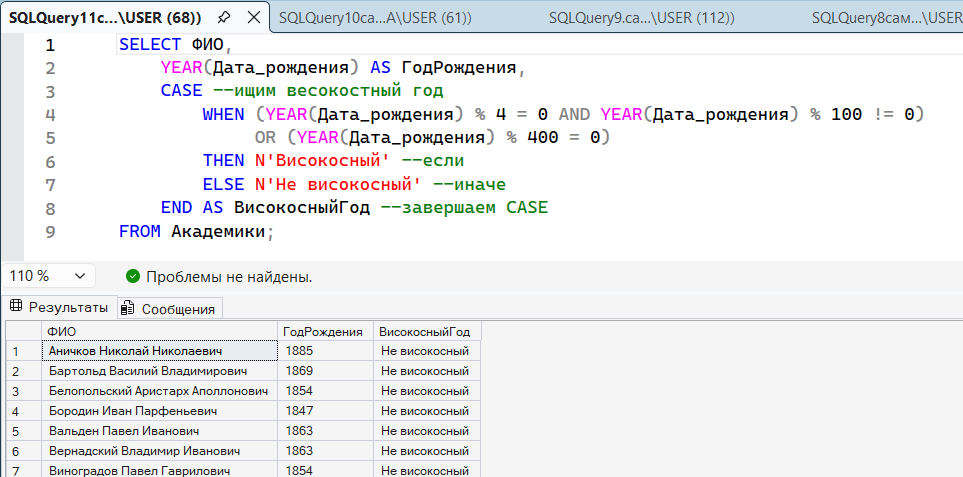 SQLQuery11c...\USER (68)) SQLQuery10ca...A\USER (61)) SQLQuery9.ca...\USER (112)) SQLQuery8сам...\USER
1 SELECT ФИО,
2 YEAR(Дата_рождения) AS ГодРождения,
3 CASE --ищим весокостный год
4 WHEN (YEAR(Дата_рождения) % 4 = 0 AND YEAR(Дата_рождения) % 100 != 0)
5 OR (YEAR(Дата_рождения) % 400 = 0)
6 THEN N'Високосный' --если
7 ELSE N'Не високосный' --иначе
8 END AS ВисокосныйГод --завершаем CASE
9 FROM Академики;
110 % Проблемы не найдены.
Результаты Сообщения
ФИО ГодРождения ВисокосныйГод
1 Аничков Николай Николаевич 1885 Не високосный
2 Бартольд Василий Владимирович 1869 Не високосный
3 Белопольский Аристарх Аполлонович 1854 Не високосный
4 Бородин Иван Парфеньевич 1847 Не високосный
5 Вальден Павел Иванович 1863 Не високосный
6 Вернадский Владимир Иванович 1863 Не високосный
7 Виноградов Павел Гаврилович 1854 Не високосный